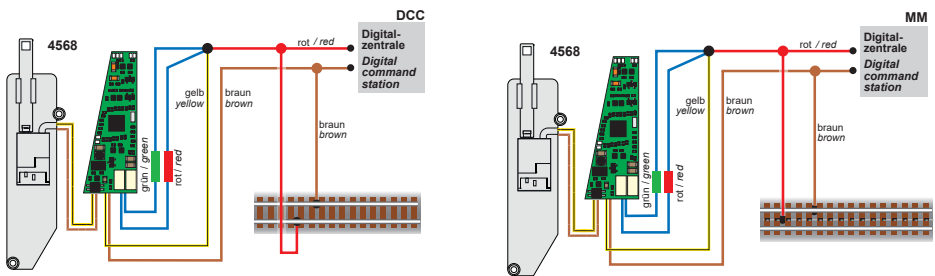 DCC
4568
rot / red
Digital-
zentrale
Digital
command
station
gelb
yellow
braun
brown
braun
brown
grün / green
rot / red
MM
4568
rot / red
Digital-
zentrale
Digital
command
station
gelb
yellow
braun
brown
braun
brown
grün / green
rot / red